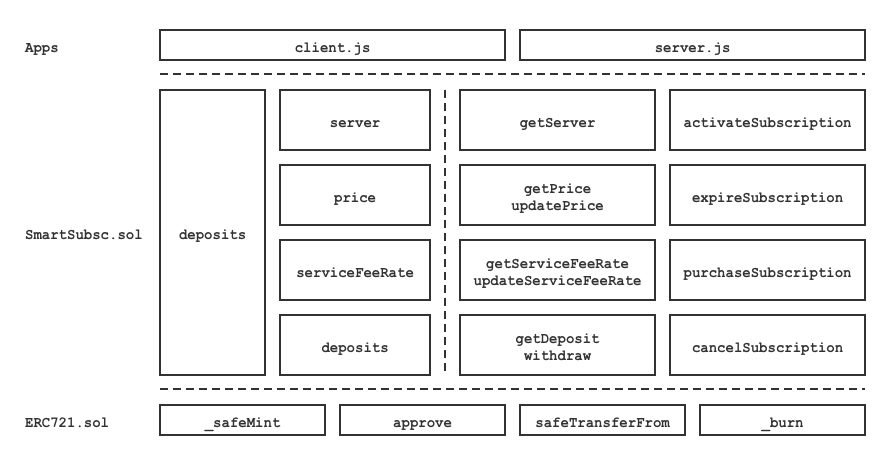 Apps
client.js
server.js
SmartSubsc.sol
deposits
server
getServer
activateSubscription
price
getPrice
updatePrice
expireSubscription
serviceFeeRate
getServiceFeeRate
updateServiceFeeRate
purchaseSubscription
deposits
getDeposit
withdraw
cancelSubscription
ERC721.sol
_safeMint
approve
safeTransferFrom
_burn